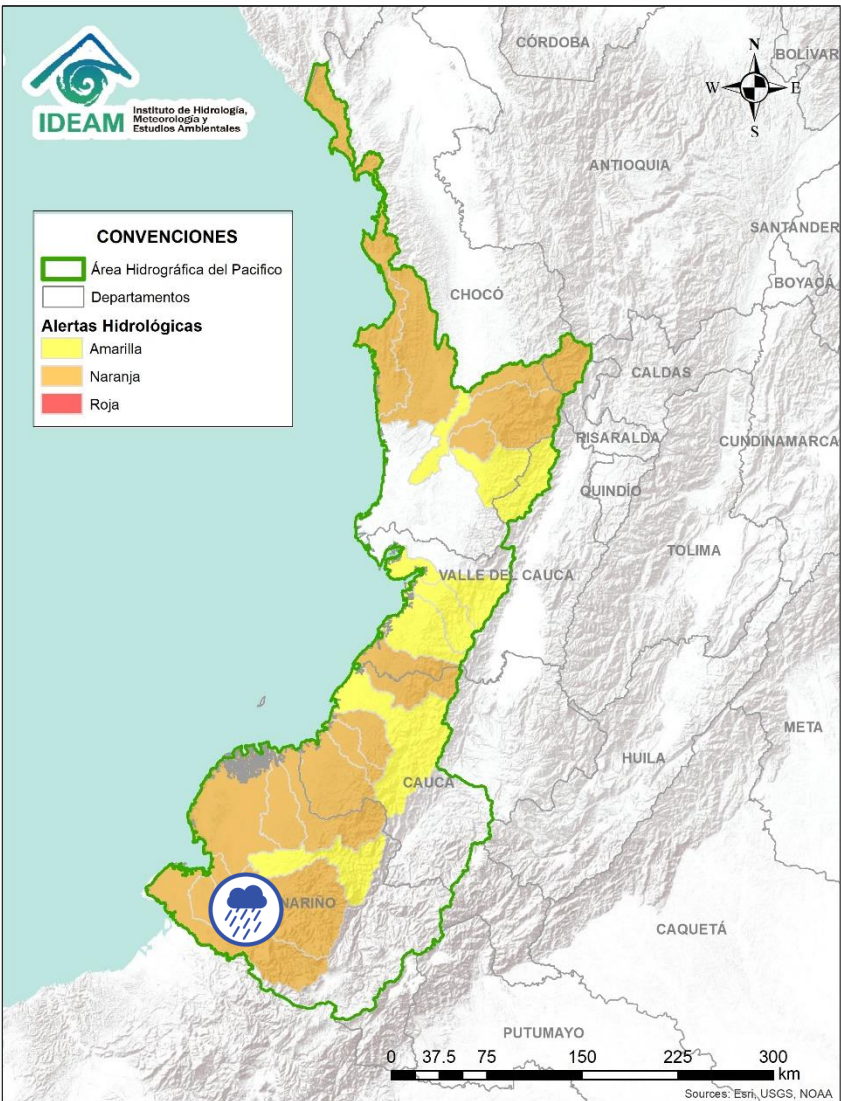 IDEAM
Instituto de Hidrología,
Meteorología y
Estudios Ambientales
CÓRDOBA
BOLÍVAR
N
W
E
S
ANTIOQUIA
SANTANDER
BOYACÁ
CONVENCIONES
Área Hidrográfica del Pacifico
Departamentos
Alertas Hidrológicas
Amarilla
Naranja
Roja
CHOCÓ
CALDAS
RISARALDA
CUNDINAMARCA
QUINDÍO
TOLIMA
VALLE DEL CAUCA
META
HUILA
CAUCA
NARIÑO
CAQUETÁ
PUTUMAYO
0 37.5 75 150 225 300
km
Sources: Esri, USGS, NOAA